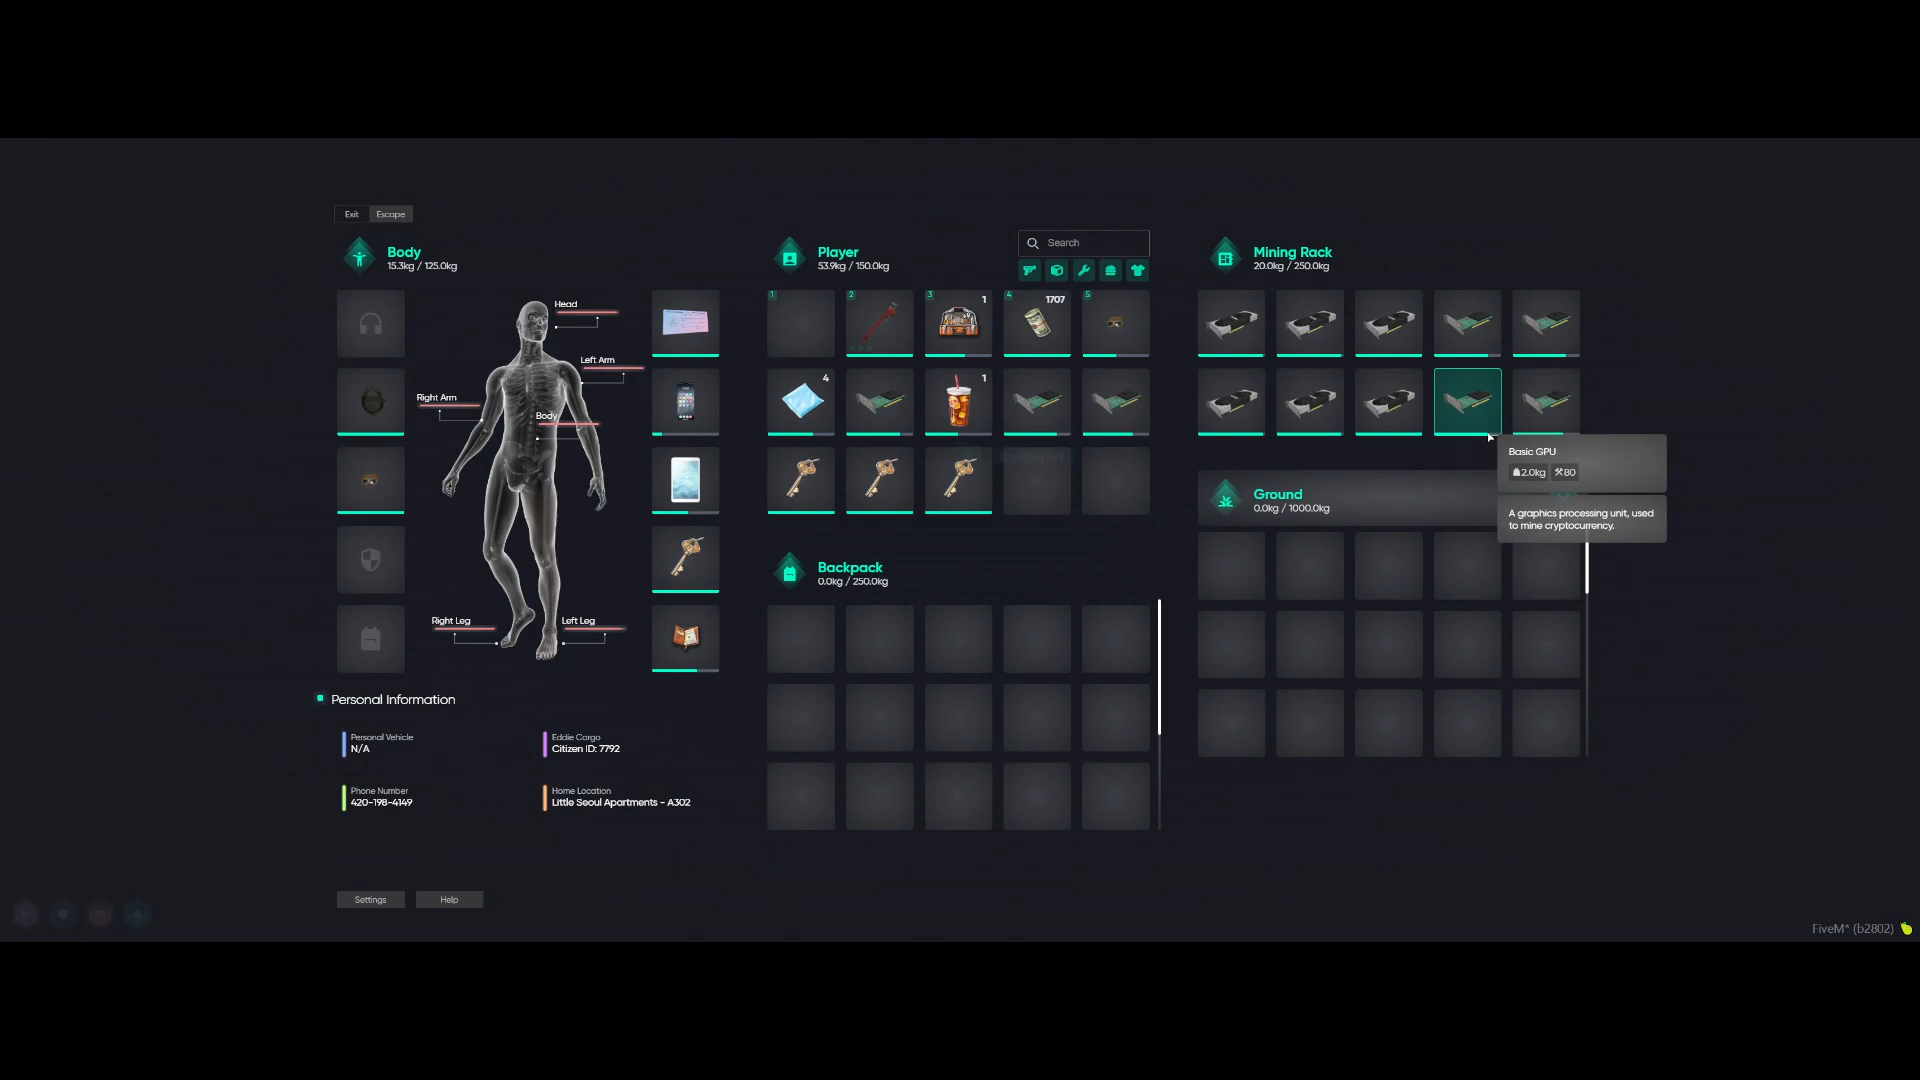 Exit Escape
Body
15.3kg / 125.0kg
Head
Left Arm
Right Arm
Body
Right Leg
Left Leg
Personal Information
Personal Vehicle
N/A
Eddie Cargo
Citizen ID: 7792
Phone Number
420-198-4149
Home Location
Little Seoul Apartments - A302
Settings Help
Player
53.9kg / 150.0kg
Search
1 2 3 1 4 1707 5
4 1
Backpack
0.0kg / 250.0kg
Mining Rack
20.0kg / 250.0kg
Basic GPU
2.0kg 80
A graphics processing unit, used
to mine cryptocurrency.
Ground
0.0kg / 1000.0kg
FiveM* (b2802)